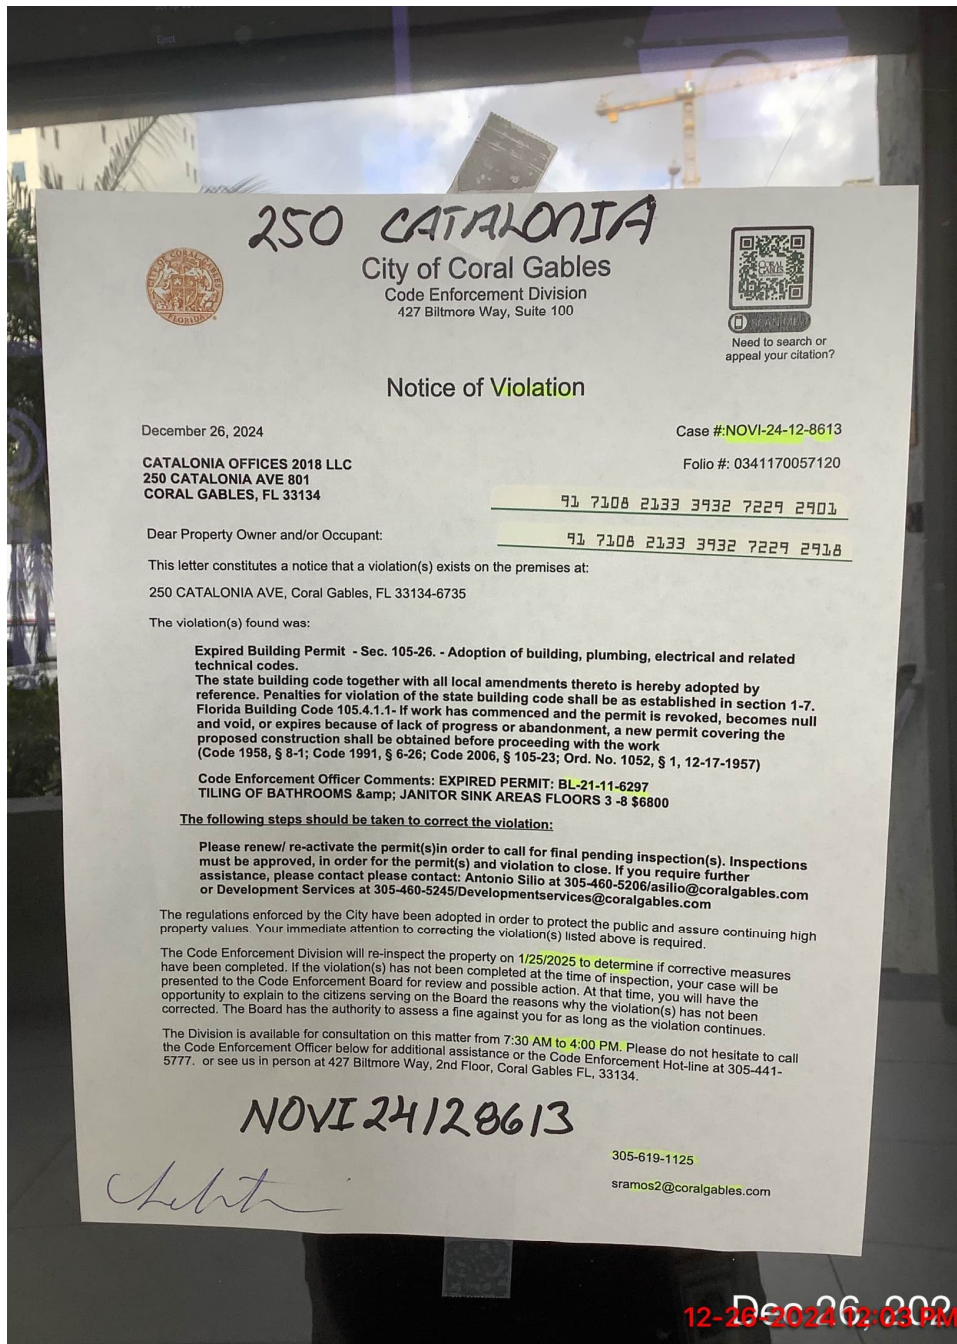 Eject
250 CATALONIA
City of Coral Gables
Code Enforcement Division
427 Biltmore Way, Suite 100
CITY OF CORAL GABLES
FLORIDA
CORAL GABLES
SCAN ME
Need to search or
appeal your citation?
Notice of Violation
December 26, 2024
Case #:NOVI-24-12-8613
CATALONIA OFFICES 2018 LLC
250 CATALONIA AVE 801
CORAL GABLES, FL 33134
Folio #: 0341170057120
91 7108 2133 3932 7229 2901
Dear Property Owner and/or Occupant:
91 7108 2133 3932 7229 2918
This letter constitutes a notice that a violation(s) exists on the premises at:
250 CATALONIA AVE, Coral Gables, FL 33134-6735
The violation(s) found was:
Expired Building Permit - Sec. 105-26. - Adoption of building, plumbing, electrical and related
technical codes.
The state building code together with all local amendments thereto is hereby adopted by
reference. Penalties for violation of the state building code shall be as established in section 1-7.
Florida Building Code 105.4.1.1- If work has commenced and the permit is revoked, becomes null
and void, or expires because of lack of progress or abandonment, a new permit covering the
proposed construction shall be obtained before proceeding with the work
(Code 1958, § 8-1; Code 1991, § 6-26; Code 2006, § 105-23; Ord. No. 1052, § 1, 12-17-1957)
Code Enforcement Officer Comments: EXPIRED PERMIT: BL-21-11-6297
TILING OF BATHROOMS &amp; JANITOR SINK AREAS FLOORS 3 -8 $6800
The following steps should be taken to correct the violation:
Please renew/ re-activate the permit(s)in order to call for final pending inspection(s). Inspections
must be approved, in order for the permit(s) and violation to close. If you require further
assistance, please contact please contact: Antonio Silio at 305-460-5206/asilio@coralgables.com
or Development Services at 305-460-5245/Developmentservices@coralgables.com
The regulations enforced by the City have been adopted in order to protect the public and assure continuing high
property values. Your immediate attention to correcting the violation(s) listed above is required.
The Code Enforcement Division will re-inspect the property on 1/25/2025 to determine if corrective measures
have been completed. If the violation(s) has not been completed at the time of inspection, your case will be
presented to the Code Enforcement Board for review and possible action. At that time, you will have the
opportunity to explain to the citizens serving on the Board the reasons why the violation(s) has not been
corrected. The Board has the authority to assess a fine against you for as long as the violation continues.
The Division is available for consultation on this matter from 7:30 AM to 4:00 PM. Please do not hesitate to call
the Code Enforcement Officer below for additional assistance or the Code Enforcement Hot-line at 305-441-
5777. or see us in person at 427 Biltmore Way, 2nd Floor, Coral Gables FL, 33134.
NOVI24128613
305-619-1125
sramos2@coralgables.com
Dec 26, 202
12-26-2024 12:03 PM